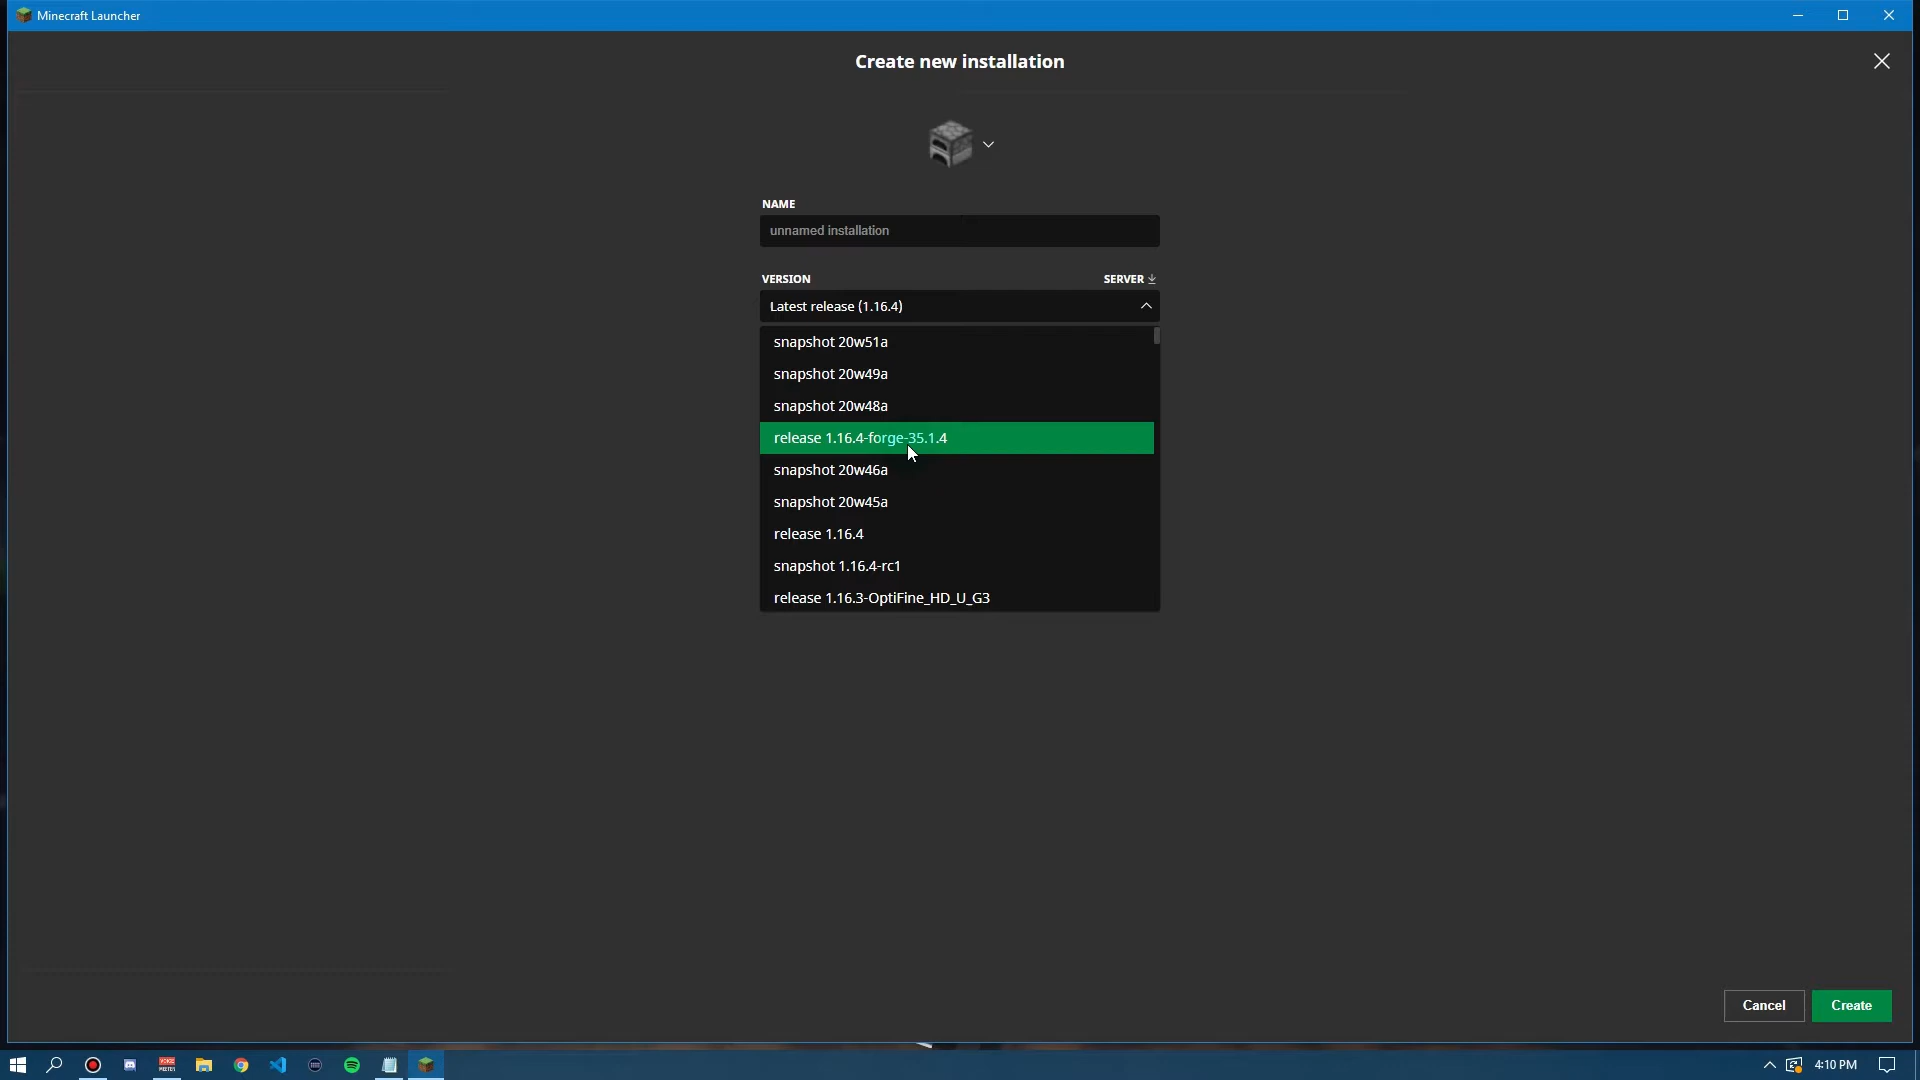 Minecraft Launcher
Create new installation
NAME
unnamed installation
VERSION
SERVER
Latest release (1.16.4)
snapshot 20w51a
snapshot 20w49a
snapshot 20w48a
release 1.16.4-forge-35.1.4
snapshot 20w46a
snapshot 20w45a
release 1.16.4
snapshot 1.16.4-rc1
release 1.16.3-OptiFine_HD_U_G3
Cancel
Create
VOICE
MEETER
4:10 PM